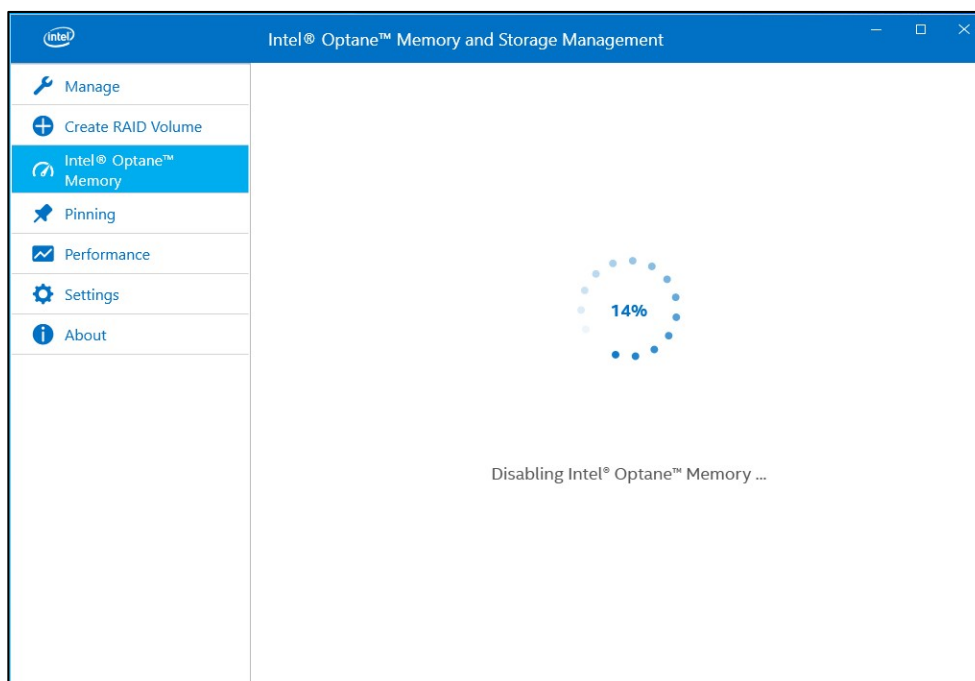 intel
Intel® Optane™ Memory and Storage Management
Manage
Create RAID Volume
Intel® Optane™
Memory
Pinning
Performance
Settings
About
14%
Disabling Intel® Optane™ Memory ...